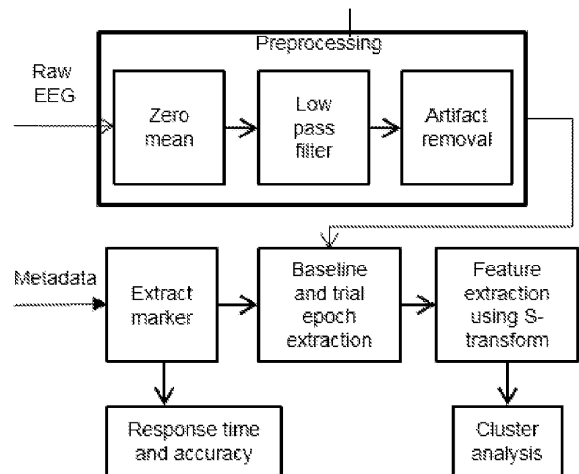 Preprocessing
Raw
EEG
Zero
mean
Low
pass
filter
Artifact
removal
Metadata
Extract
marker
Baseline
and trial
epoch
extraction
Feature
extraction
using S-
transform
Response time
and accuracy
Cluster
analysis